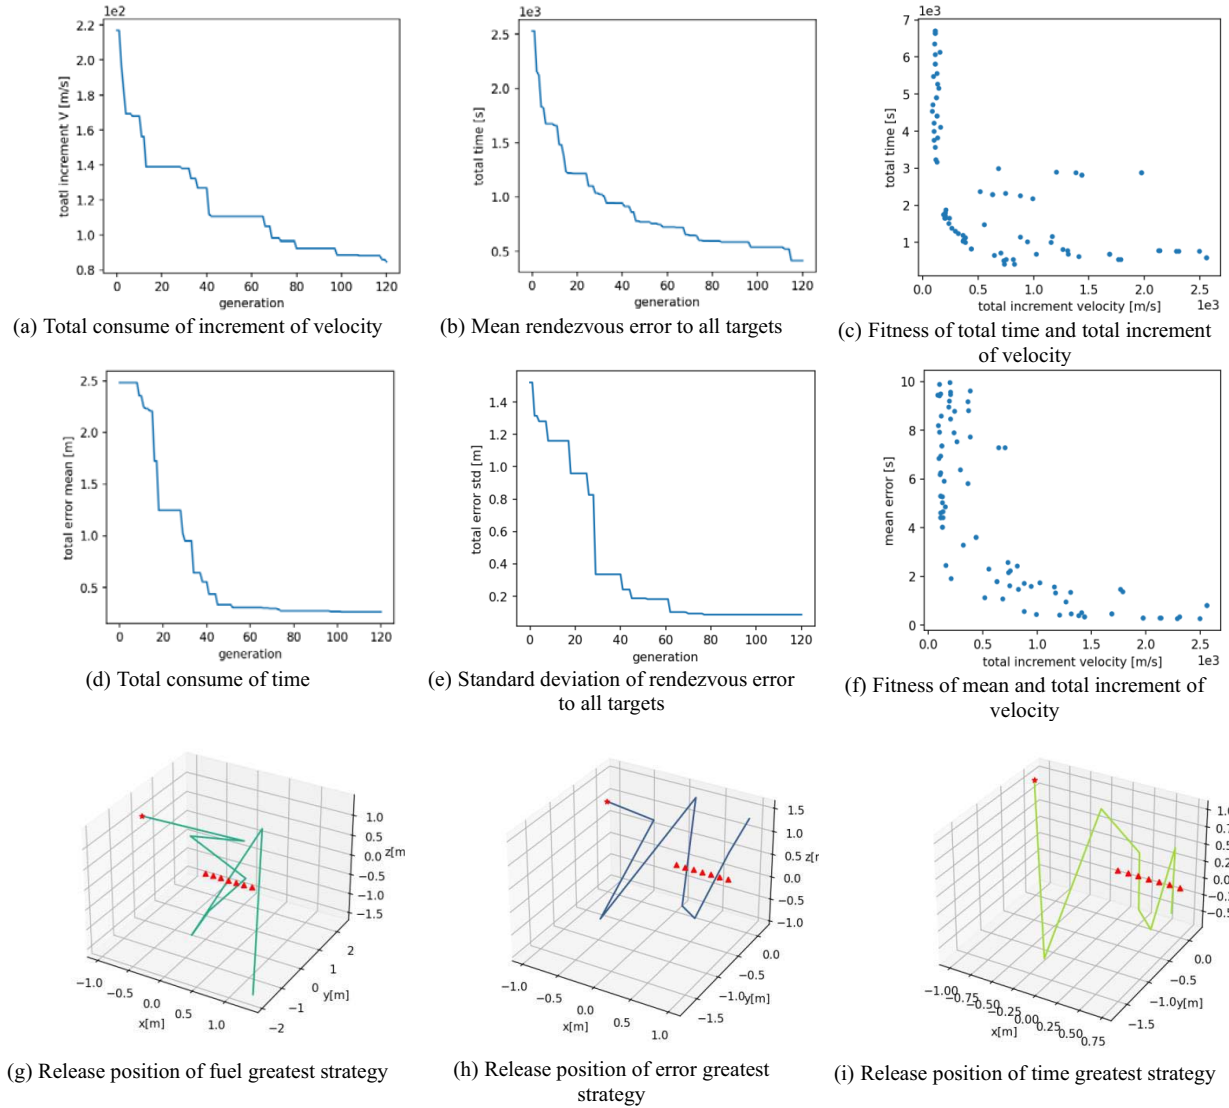 1e2
2.2
2.0
1.8
1.6
1.4
1.2
1.0
0.8
toatl increment V [m/s]
0 20 40 60 80 100 120
generation
(a) Total consume of increment of velocity
1e3
2.5
2.0
1.5
1.0
0.5
total time [s]
0 20 40 60 80 100 120
generation
(b) Mean rendezvous error to all targets
1e3
7
6
5
4
3
2
1
total time [s]
0.0 0.5 1.0 1.5 2.0 2.5
total increment velocity [m/s] 1e3
(c) Fitness of total time and total increment
of velocity
2.5
2.0
1.5
1.0
0.5
total error mean [m]
0 20 40 60 80 100 120
generation
(d) Total consume of time
1.4
1.2
1.0
0.8
0.6
0.4
0.2
total error std [m]
0 20 40 60 80 100 120
generation
(e) Standard deviation of rendezvous error
to all targets
10
8
6
4
2
0
mean error [s]
0.0 0.5 1.0 1.5 2.0 2.5
total increment velocity [m/s] 1e3
(f) Fitness of mean and total increment of
velocity
1.0
0.5
0.0
z[m
−0.5
−1.0
−1.5
2
1
0
y[m]
−1
−2
−1.0
−0.5
0.0
0.5
1.0
x[m]
(g) Release position of fuel greatest strategy
1.5
1.0
0.5
z[m
0.0
−0.5
−1.0
0.0
−0.5
−1.0
y[m]
−1.5
−1.0
−0.5
0.0
0.5
1.0
x[m]
(h) Release position of error greatest
strategy
1.0
0.7
0.5
0.2
0.0
−0.2
−0.5
0.0
−0.5
−1.0
y[m]
−1.5
−1.00
−0.75
−0.50
−0.25
0.00
0.25
0.50
0.75
x[m]
(i) Release position of time greatest strategy